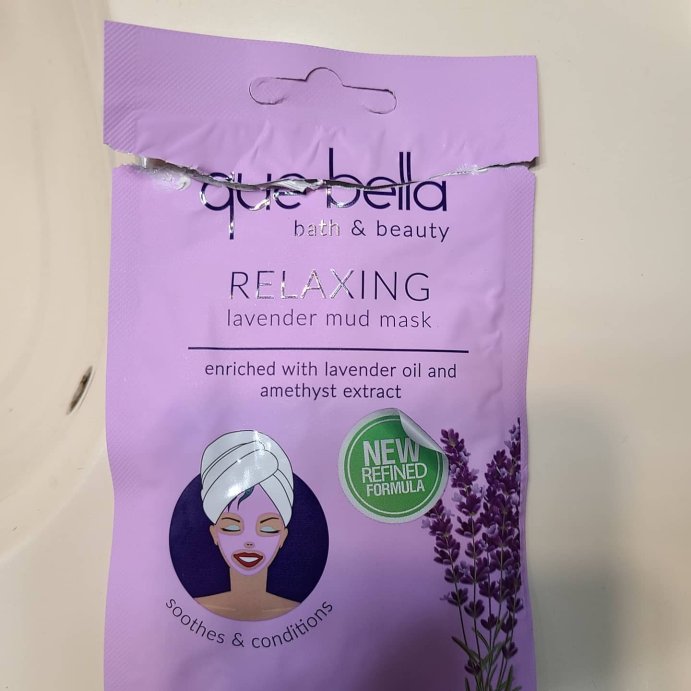 que bella
bath & beauty
RELAXING
lavender mud mask
enriched with lavender oil and
amethyst extract
NEW
REFINED
FORMULA
soothes & conditions